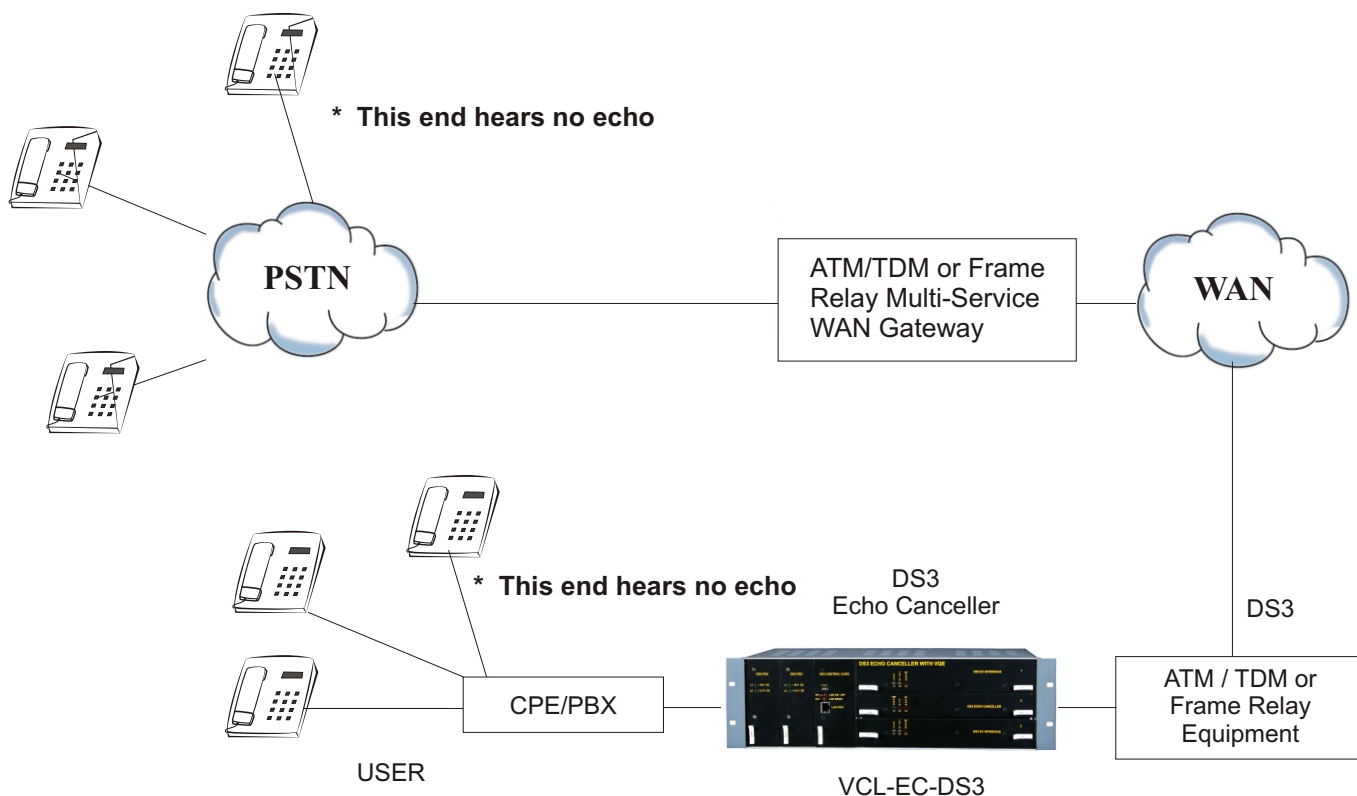 * This end hears no echo
PSTN
ATM/TDM or Frame
Relay Multi-Service
WAN Gateway
WAN
* This end hears no echo
DS3
Echo Canceller
DS3
DS3 ECHO CANCELLER WITH VQE
CPE/PBX
ATM / TDM or
Frame Relay
Equipment
USER
VCL-EC-DS3